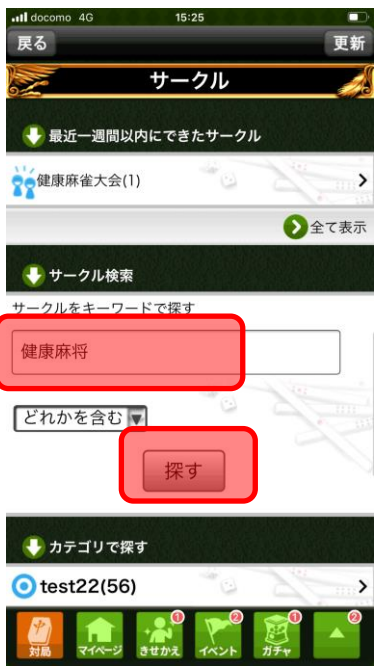 docomo 4G 15:25
戻る 更新
サークル
最近一週間以内にできたサークル
健康麻雀大会(1)
全て表示
サークル検索
サークルをキーワードで探す
健康麻将
どれかを含む
探す
カテゴリで探す
test22(56)
対局 マイページ きせかえ 1 イベント 2 ガチャ 1 2